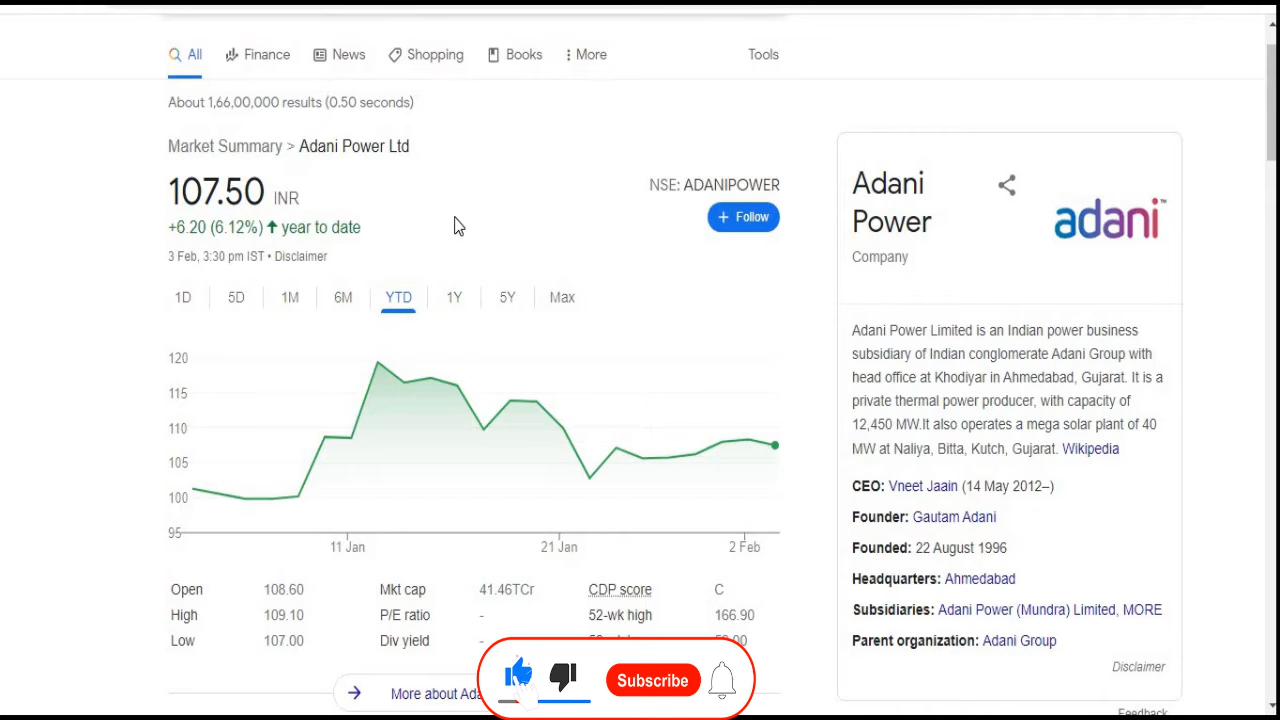 All Finance News Shopping Books More Tools
About 1,66,00,000 results (0.50 seconds)
Market Summary > Adani Power Ltd
107.50 INR
+6.20 (6.12%) year to date
3 Feb, 3:30 pm IST • Disclaimer
NSE: ADANIPOWER
+ Follow
1D 5D 1M 6M YTD 1Y 5Y Max
120
115
110
105
100
95
11 Jan 21 Jan 2 Feb
Open 108.60 Mkt cap 41.46TCr CDP score C
High 109.10 P/E ratio - 52-wk high 166.90
Low 107.00 Div yield -
More about Ada
Subscribe
Adani
Power
Company
adani™
Adani Power Limited is an Indian power business
subsidiary of Indian conglomerate Adani Group with
head office at Khodiyar in Ahmedabad, Gujarat. It is a
private thermal power producer, with capacity of
12,450 MW.It also operates a mega solar plant of 40
MW at Naliya, Bitta, Kutch, Gujarat. Wikipedia
CEO: Vneet Jaain (14 May 2012–)
Founder: Gautam Adani
Founded: 22 August 1996
Headquarters: Ahmedabad
Subsidiaries: Adani Power (Mundra) Limited, MORE
Parent organization: Adani Group
Disclaimer
Feedback